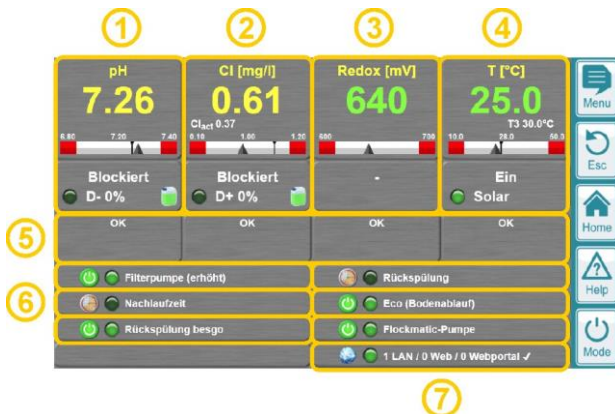 1 2 3 4
pH Cl [mg/l] Redox [mV] T [°C]
7.26 0.61 640 25.0
Cl act 0.37 T3 30.0°C
6.80 7.20 7.40 0.10 1.00 1.20 600 700 10.0 28.0 50.3
Blockiert Blockiert - Ein
D- 0% D+ 0% Solar
5
OK OK OK OK
6
Filterpumpe (erhöht) Rückspülung
Nachlaufzeit Eco (Bodenablauf)
Rückspülung besgo Flockmatic-Pumpe
1 LAN / 0 Web / 0 Webportal ✓
7
Menu
Esc
Home
?
Help
Mode